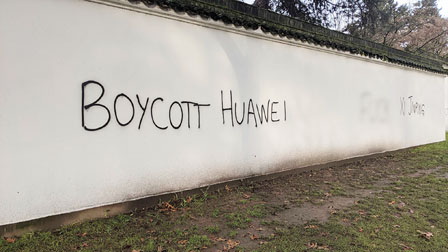 BOYCOTT HUAWEI
XI JINPING